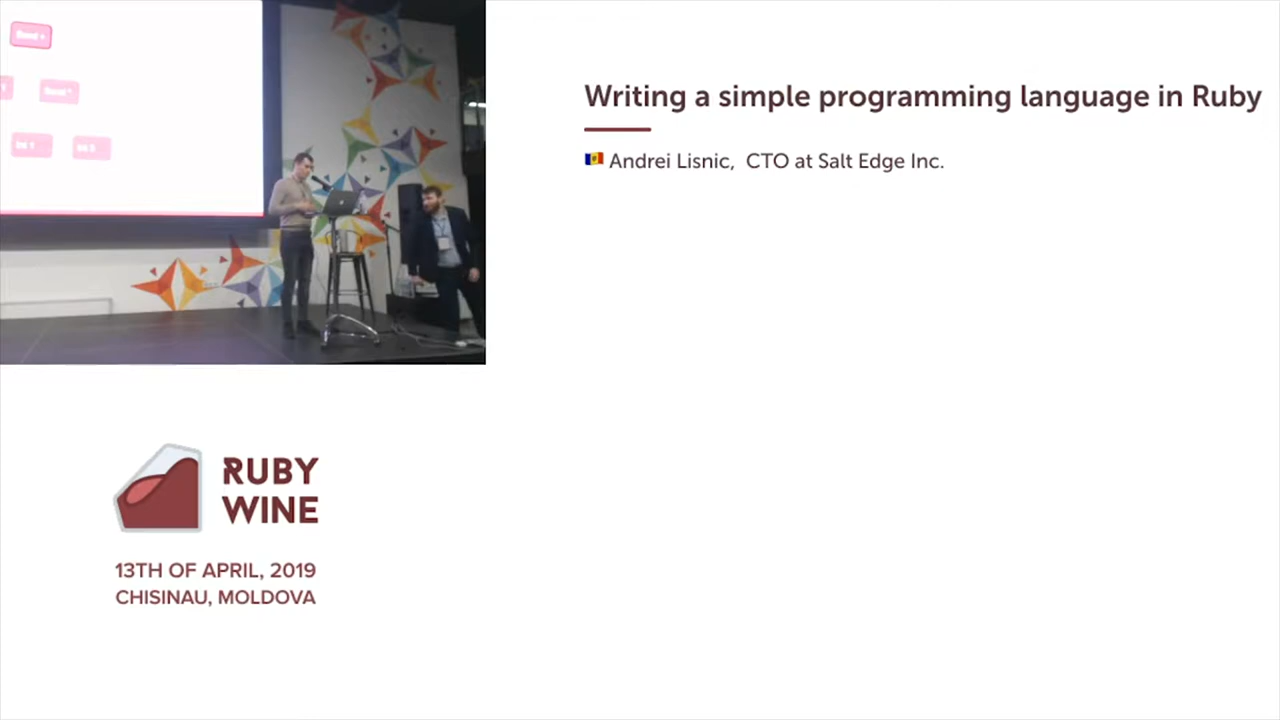 Writing a simple programming language in Ruby
Andrei Lisnic, CTO at Salt Edge Inc.
RUBY
WINE
13TH OF APRIL, 2019
CHISINAU, MOLDOVA